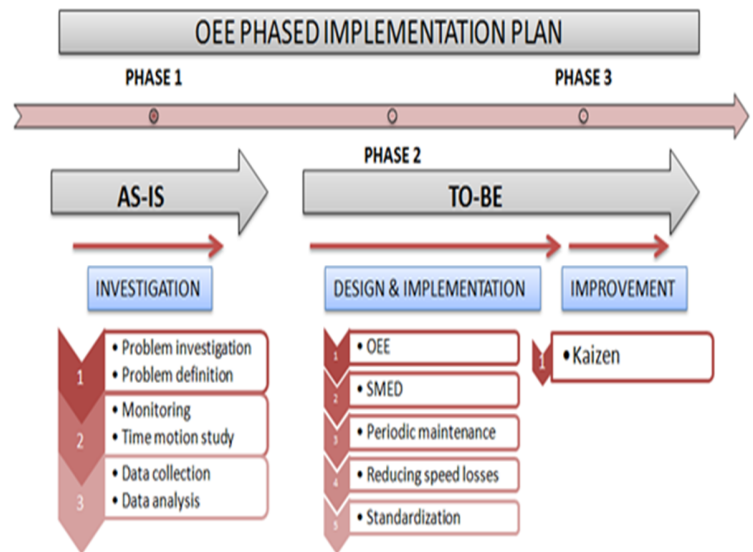 OEE PHASED IMPLEMENTATION PLAN
PHASE 1
PHASE 3
PHASE 2
AS-IS
TO-BE
INVESTIGATION
DESIGN & IMPLEMENTATION
IMPROVEMENT
1
• Problem investigation
• Problem definition
2
• Monitoring
• Time motion study
3
• Data collection
• Data analysis
1
• OEE
2
• SMED
3
• Periodic maintenance
4
• Reducing speed losses
5
• Standardization
1
• Kaizen